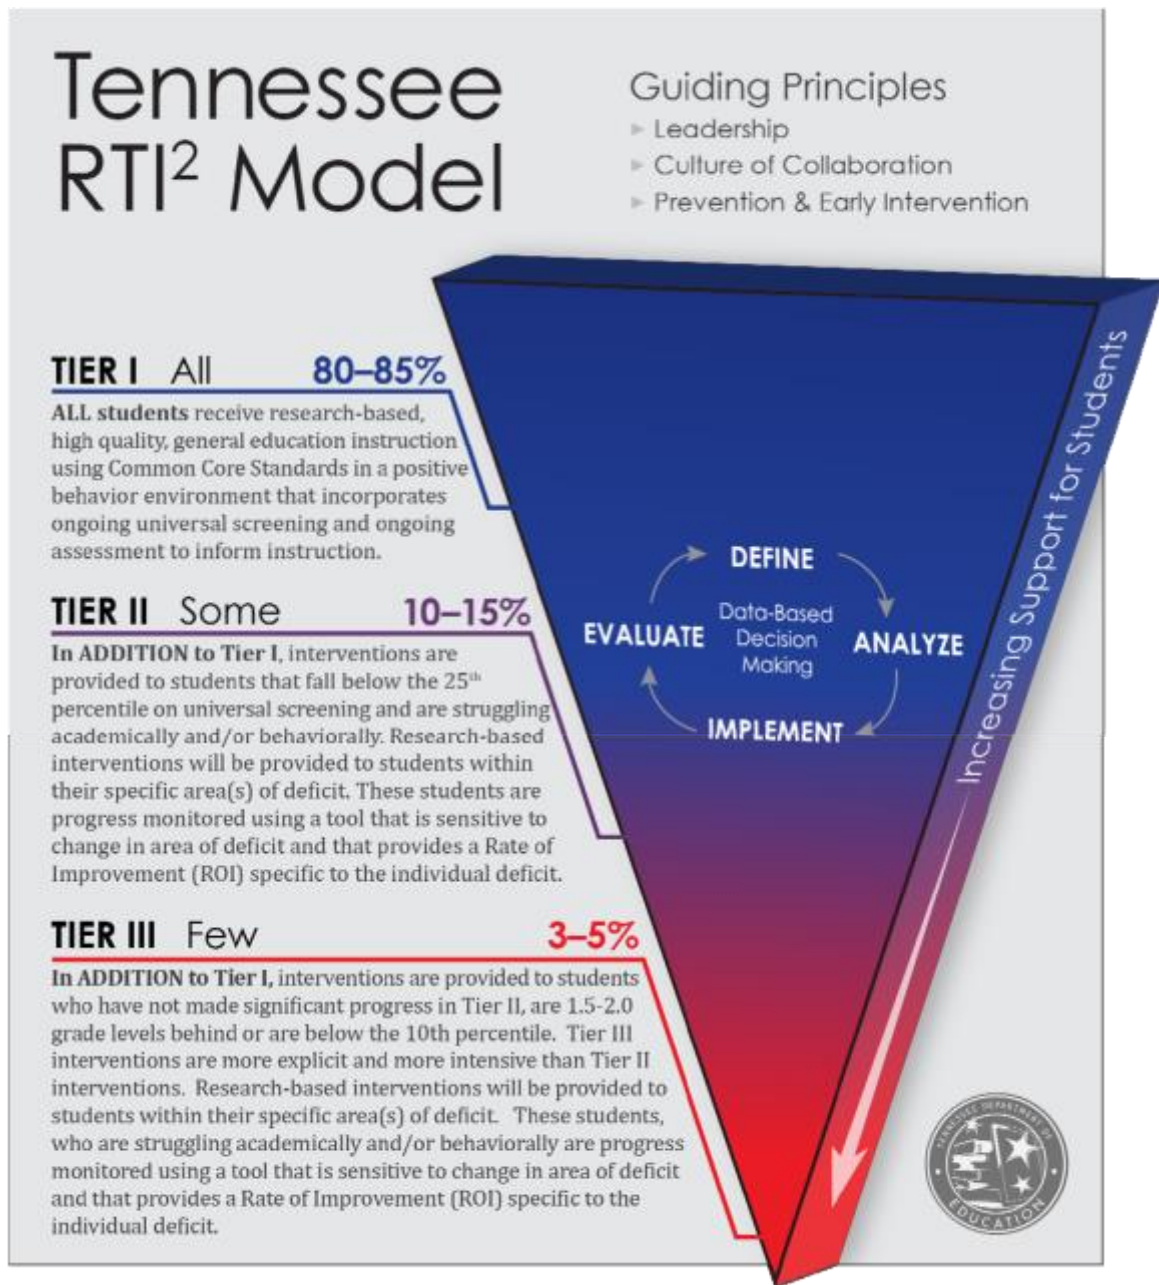 Tennessee
RTI² Model
Guiding Principles
▶ Leadership
▶ Culture of Collaboration
▶ Prevention & Early Intervention
TIER I All 80–85%
ALL students receive research-based,
high quality, general education instruction
using Common Core Standards in a positive
behavior environment that incorporates
ongoing universal screening and ongoing
assessment to inform instruction.
TIER II Some 10–15%
In ADDITION to Tier I, interventions are
provided to students that fall below the 25th
percentile on universal screening and are struggling
academically and/or behaviorally. Research-based
interventions will be provided to students within
their specific area(s) of deficit. These students are
progress monitored using a tool that is sensitive to
change in area of deficit and that provides a Rate of
Improvement (ROI) specific to the individual deficit.
TIER III Few 3–5%
In ADDITION to Tier I, interventions are provided to students
who have not made significant progress in Tier II, are 1.5-2.0
grade levels behind or are below the 10th percentile. Tier III
interventions are more explicit and more intensive than Tier II
interventions. Research-based interventions will be provided to
students within their specific area(s) of deficit. These students,
who are struggling academically and/or behaviorally are progress
monitored using a tool that is sensitive to change in area of deficit
and that provides a Rate of Improvement (ROI) specific to the
individual deficit.
DEFINE
ANALYZE
IMPLEMENT
EVALUATE
Data-Based
Decision
Making
Increasing Support for Students
TENNESSEE DEPARTMENT OF
EDUCATION